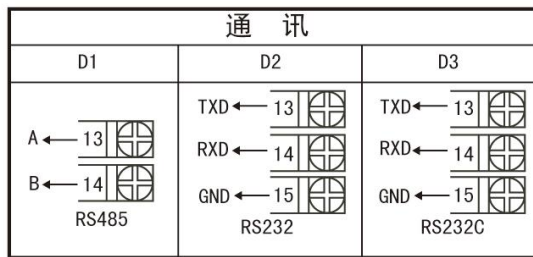 通 讯
D1 D2 D3
A 13
B 14
RS485
TXD 13
RXD 14
GND 15
RS232
TXD 13
RXD 14
GND 15
RS232C